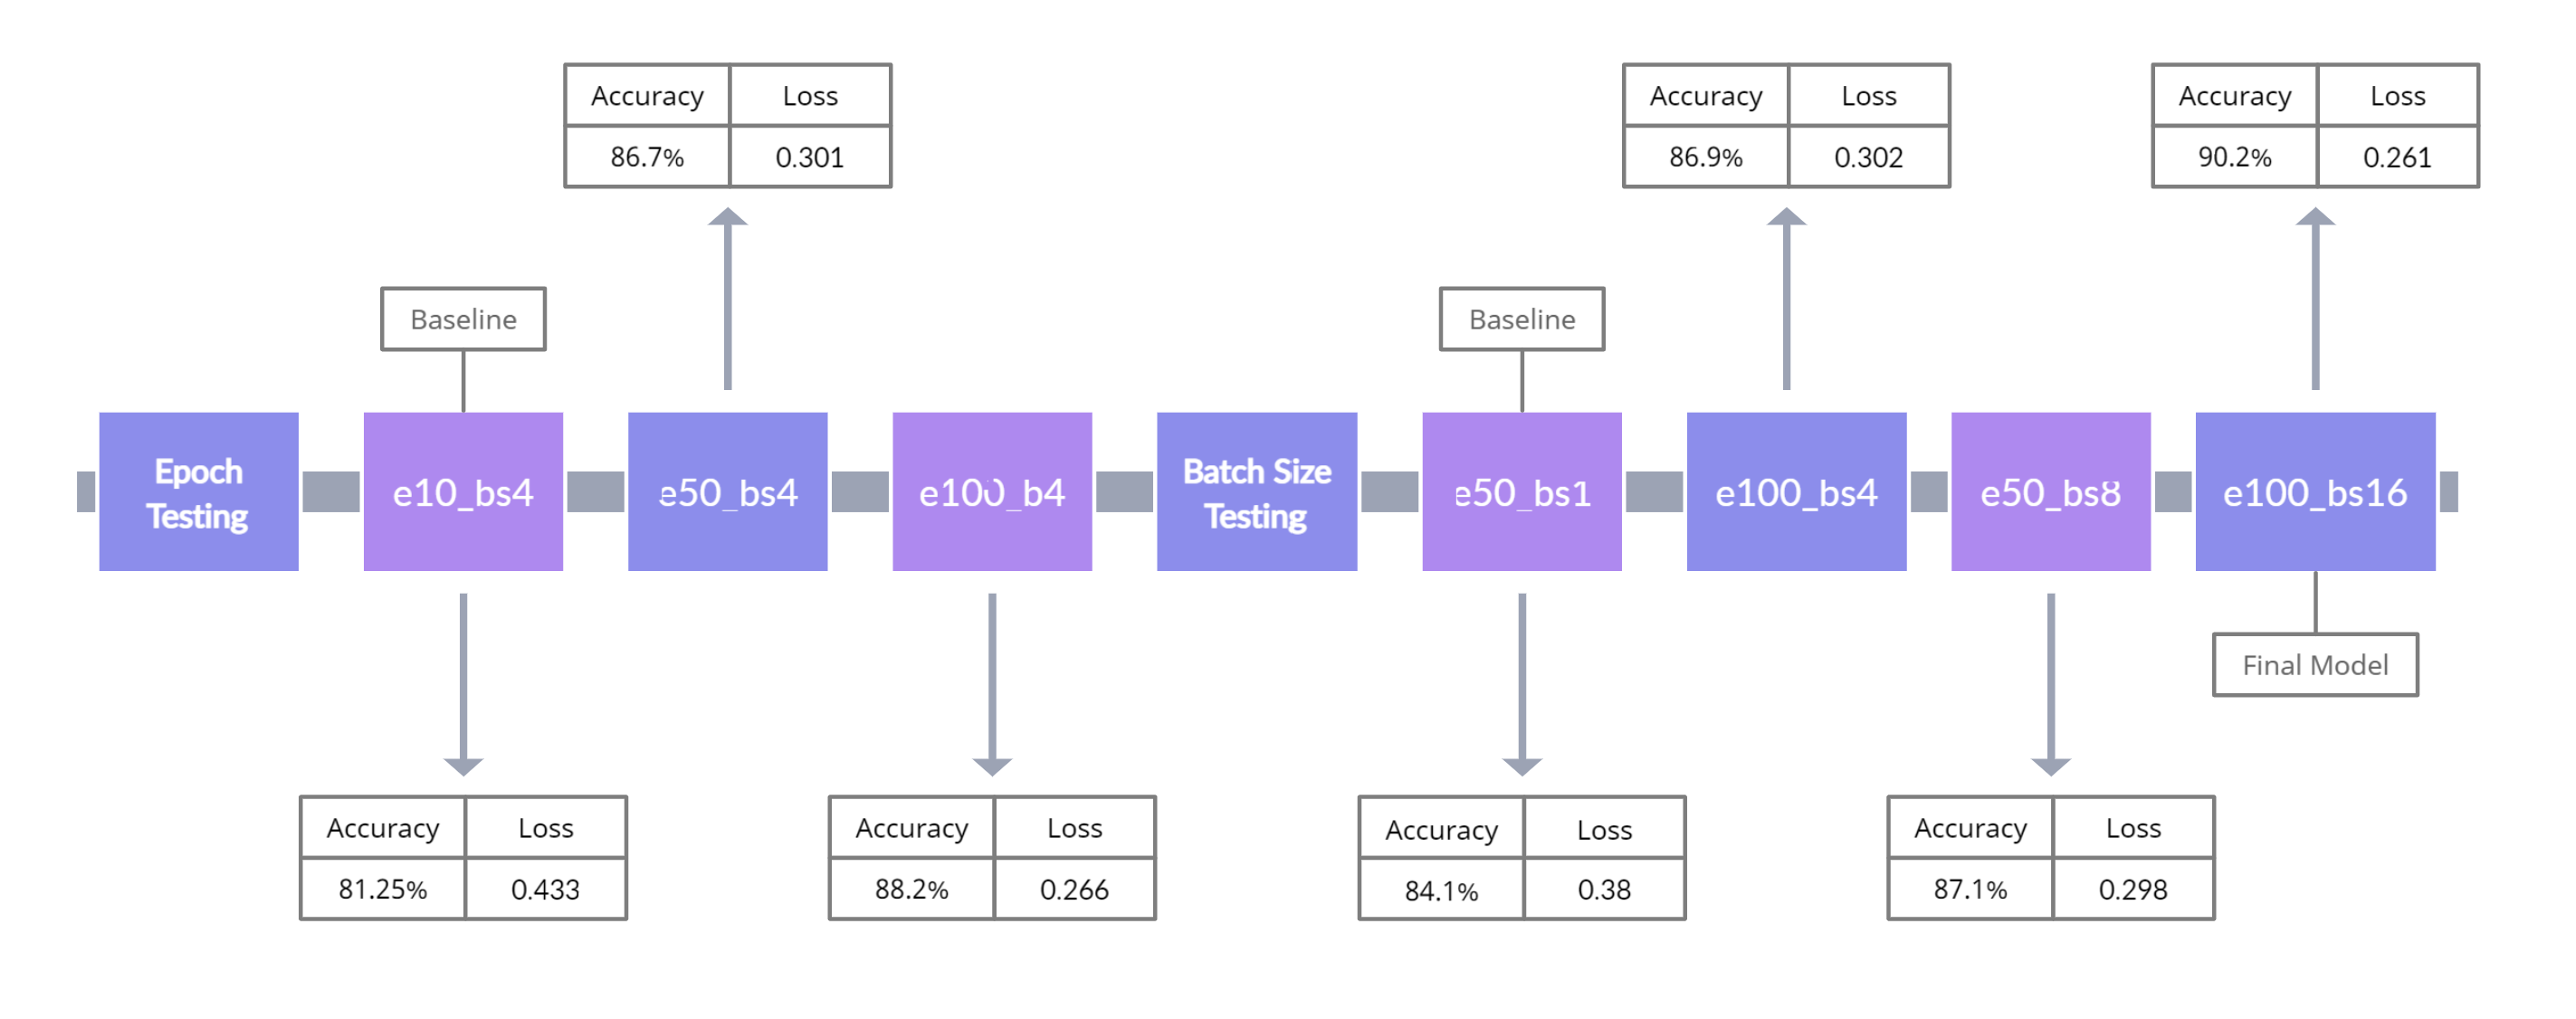 Accuracy Loss
86.7% 0.301
Accuracy Loss
86.9% 0.302
Accuracy Loss
90.2% 0.261
Baseline
Baseline
Epoch
Testing
e10_bs4
e50_bs4
e100_b4
Batch Size
Testing
e50_bs1
e100_bs4
e50_bs8
e100_bs16
Final Model
Accuracy Loss
81.25% 0.433
Accuracy Loss
88.2% 0.266
Accuracy Loss
84.1% 0.38
Accuracy Loss
87.1% 0.298